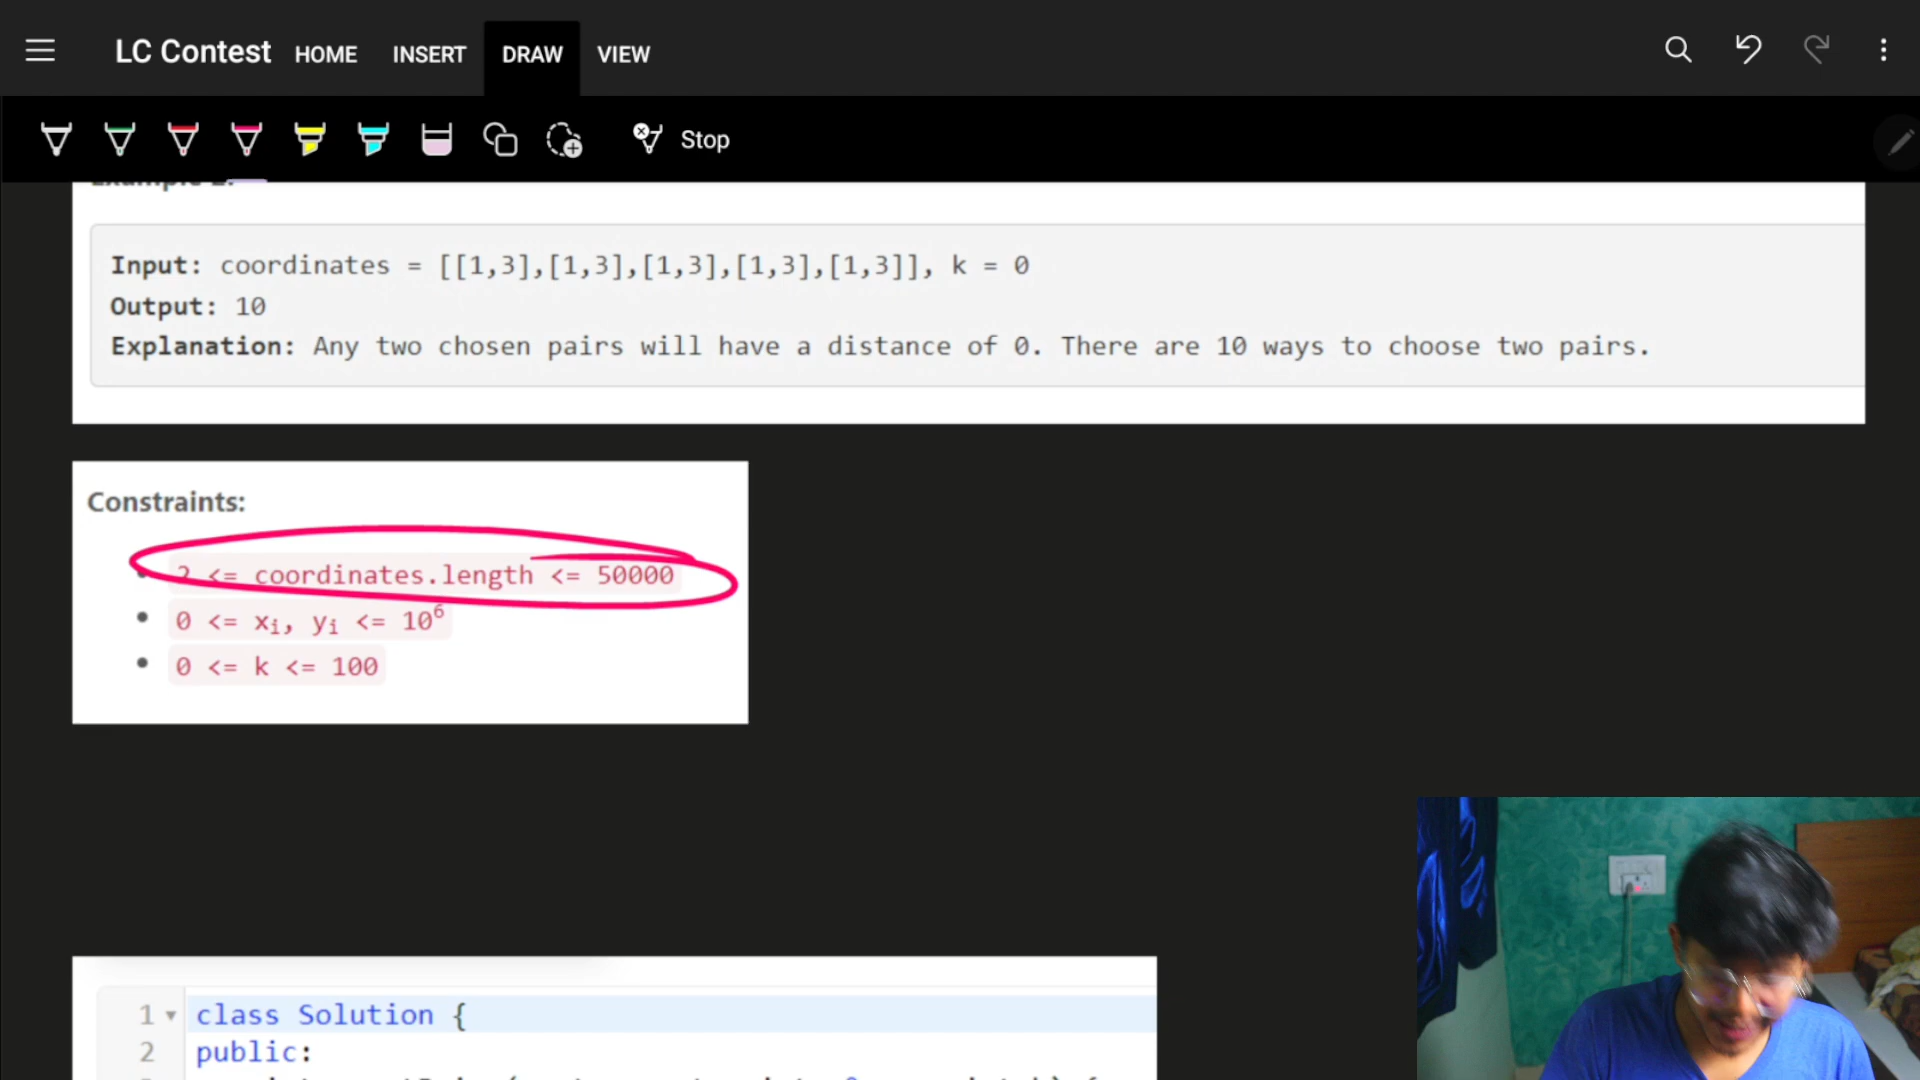 LC Contest HOME INSERT DRAW VIEW
Stop
Input: coordinates = [[1,3],[1,3],[1,3],[1,3],[1,3]], k = 0
Output: 10
Explanation: Any two chosen pairs will have a distance of 0. There are 10 ways to choose two pairs.
Constraints:
• 2 <= coordinates.length <= 50000
• 0 <= xi, yi <= 10⁶
• 0 <= k <= 100
1 class Solution {
2 public: